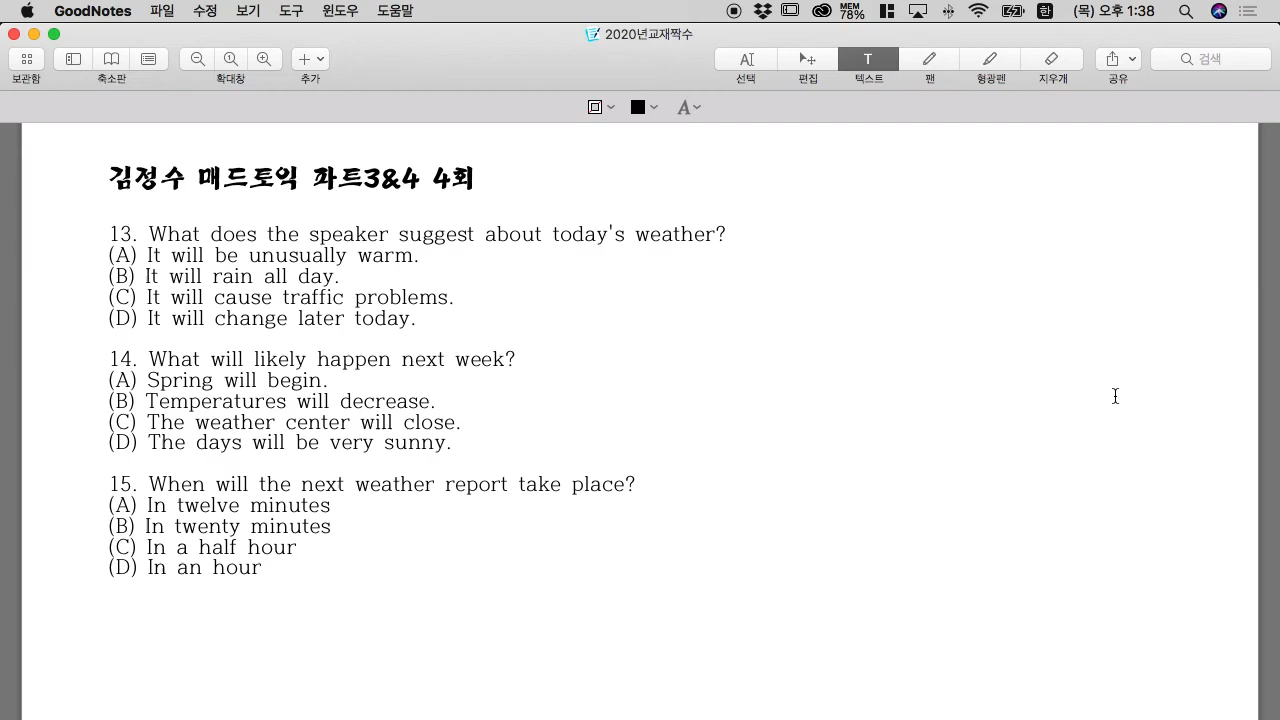 GoodNotes 파일 수정 보기 도구 윈도우 도움말 MEM 78% 한 (목) 오후 1:38
2020년교재짝수
보관함 축소판 확대창 추가 선택 편집 텍스트 펜 형광펜 지우개 공유 검색
김정수 매드토익 파트3&4 4회
13. What does the speaker suggest about today's weather?
(A) It will be unusually warm.
(B) It will rain all day.
(C) It will cause traffic problems.
(D) It will change later today.
14. What will likely happen next week?
(A) Spring will begin.
(B) Temperatures will decrease.
(C) The weather center will close.
(D) The days will be very sunny.
15. When will the next weather report take place?
(A) In twelve minutes
(B) In twenty minutes
(C) In a half hour
(D) In an hour